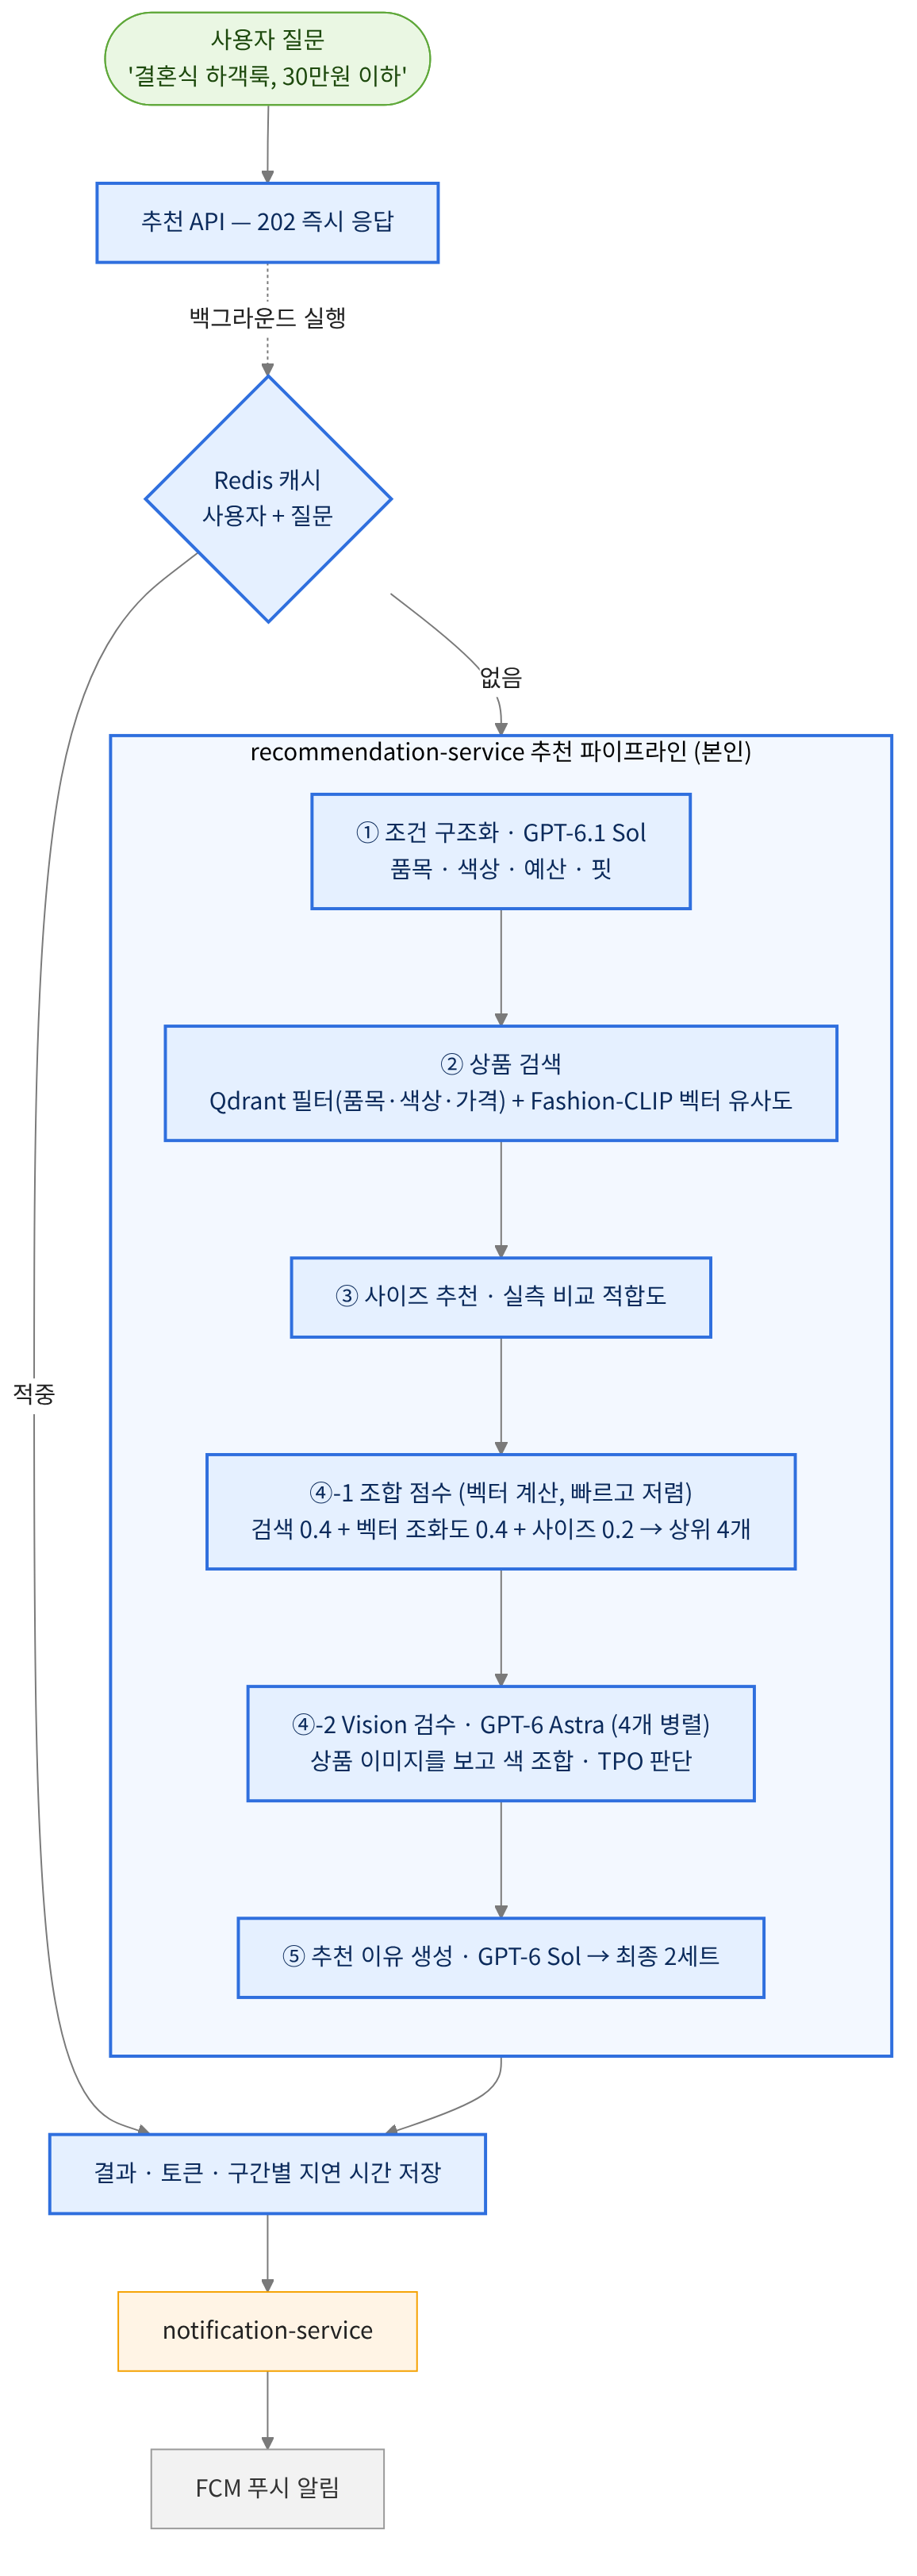 사용자 질문
'결혼식 하객룩, 30만원 이하'
추천 API — 202 즉시 응답
백그라운드 실행
Redis 캐시
사용자 + 질문
없음
recommendation-service 추천 파이프라인 (본인)
① 조건 구조화 · GPT-6.1 Sol
품목 · 색상 · 예산 · 핏
② 상품 검색
Qdrant 필터(품목·색상·가격) + Fashion-CLIP 벡터 유사도
③ 사이즈 추천 · 실측 비교 적합도
적중
④-1 조합 점수 (벡터 계산, 빠르고 저렴)
검색 0.4 + 벡터 조화도 0.4 + 사이즈 0.2 → 상위 4개
④-2 Vision 검수 · GPT-6 Astra (4개 병렬)
상품 이미지를 보고 색 조합 · TPO 판단
⑤ 추천 이유 생성 · GPT-6 Sol → 최종 2세트
결과 · 토큰 · 구간별 지연 시간 저장
notification-service
FCM 푸시 알림